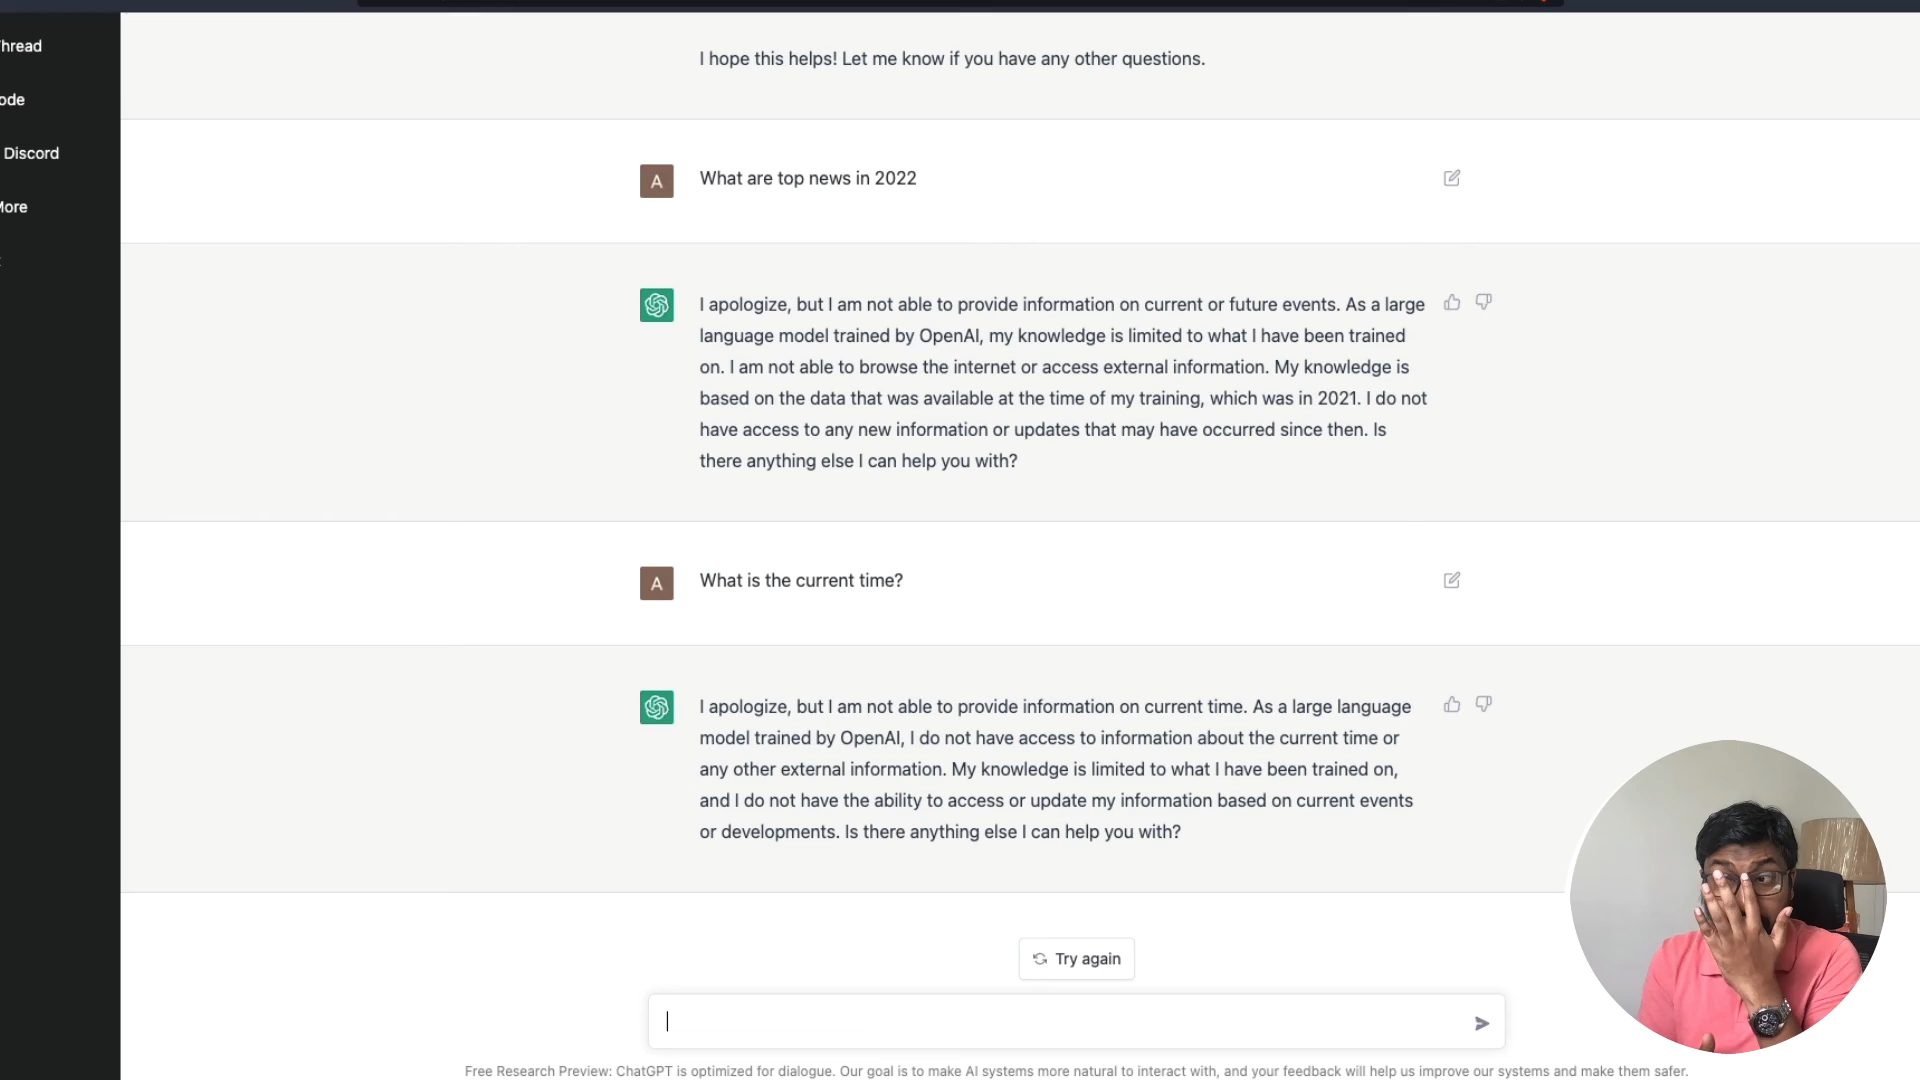 I hope this helps! Let me know if you have any other questions.
Discord
A
What are top news in 2022
I apologize, but I am not able to provide information on current or future events. As a large
language model trained by OpenAI, my knowledge is limited to what I have been trained
on. I am not able to browse the internet or access external information. My knowledge is
based on the data that was available at the time of my training, which was in 2021. I do not
have access to any new information or updates that may have occurred since then. Is
there anything else I can help you with?
A
What is the current time?
I apologize, but I am not able to provide information on current time. As a large language
model trained by OpenAI, I do not have access to information about the current time or
any other external information. My knowledge is limited to what I have been trained on,
and I do not have the ability to access or update my information based on current events
or developments. Is there anything else I can help you with?
Try again
Free Research Preview: ChatGPT is optimized for dialogue. Our goal is to make AI systems more natural to interact with, and your feedback will help us improve our systems and make them safer.